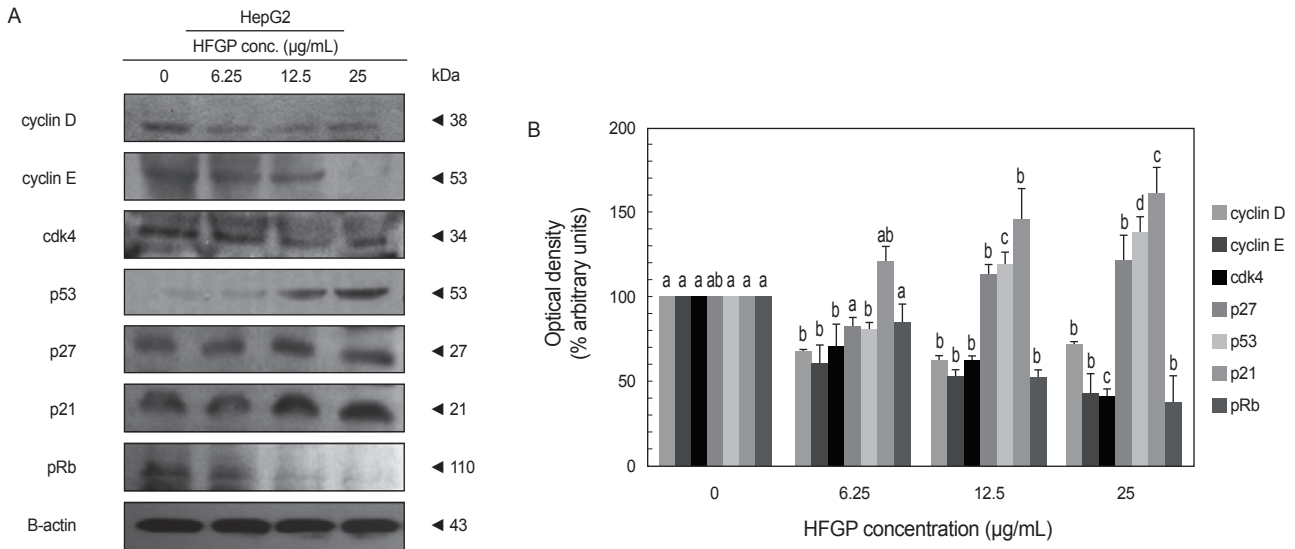 A
HepG2
HFGP conc. (μg/mL)
0 6.25 12.5 25 kDa
cyclin D ◄ 38
cyclin E ◄ 53
cdk4 ◄ 34
p53 ◄ 53
p27 ◄ 27
p21 ◄ 21
pRb ◄ 110
B-actin ◄ 43
B
Optical density
(% arbitrary units)
200
150
100
50
0
a a a ab a a a
b b b a b ab a
b b b b c b b
b b c b d c b
0 6.25 12.5 25
HFGP concentration (μg/mL)
cyclin D
cyclin E
cdk4
p27
p53
p21
pRb